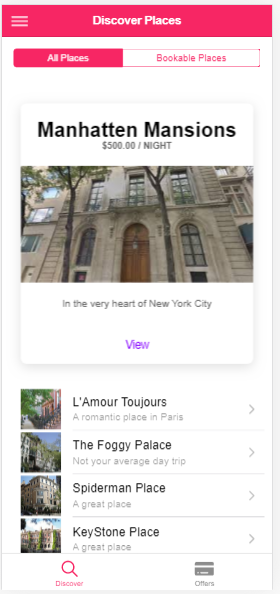 Discover Places
All Places
Bookable Places
Manhatten Mansions
$500.00 / NIGHT
In the very heart of New York City
View
L'Amour Toujours
A romantic place in Paris
The Foggy Palace
Not your average day trip
Spiderman Place
A great place
KeyStone Place
A great place
Discover
Offers